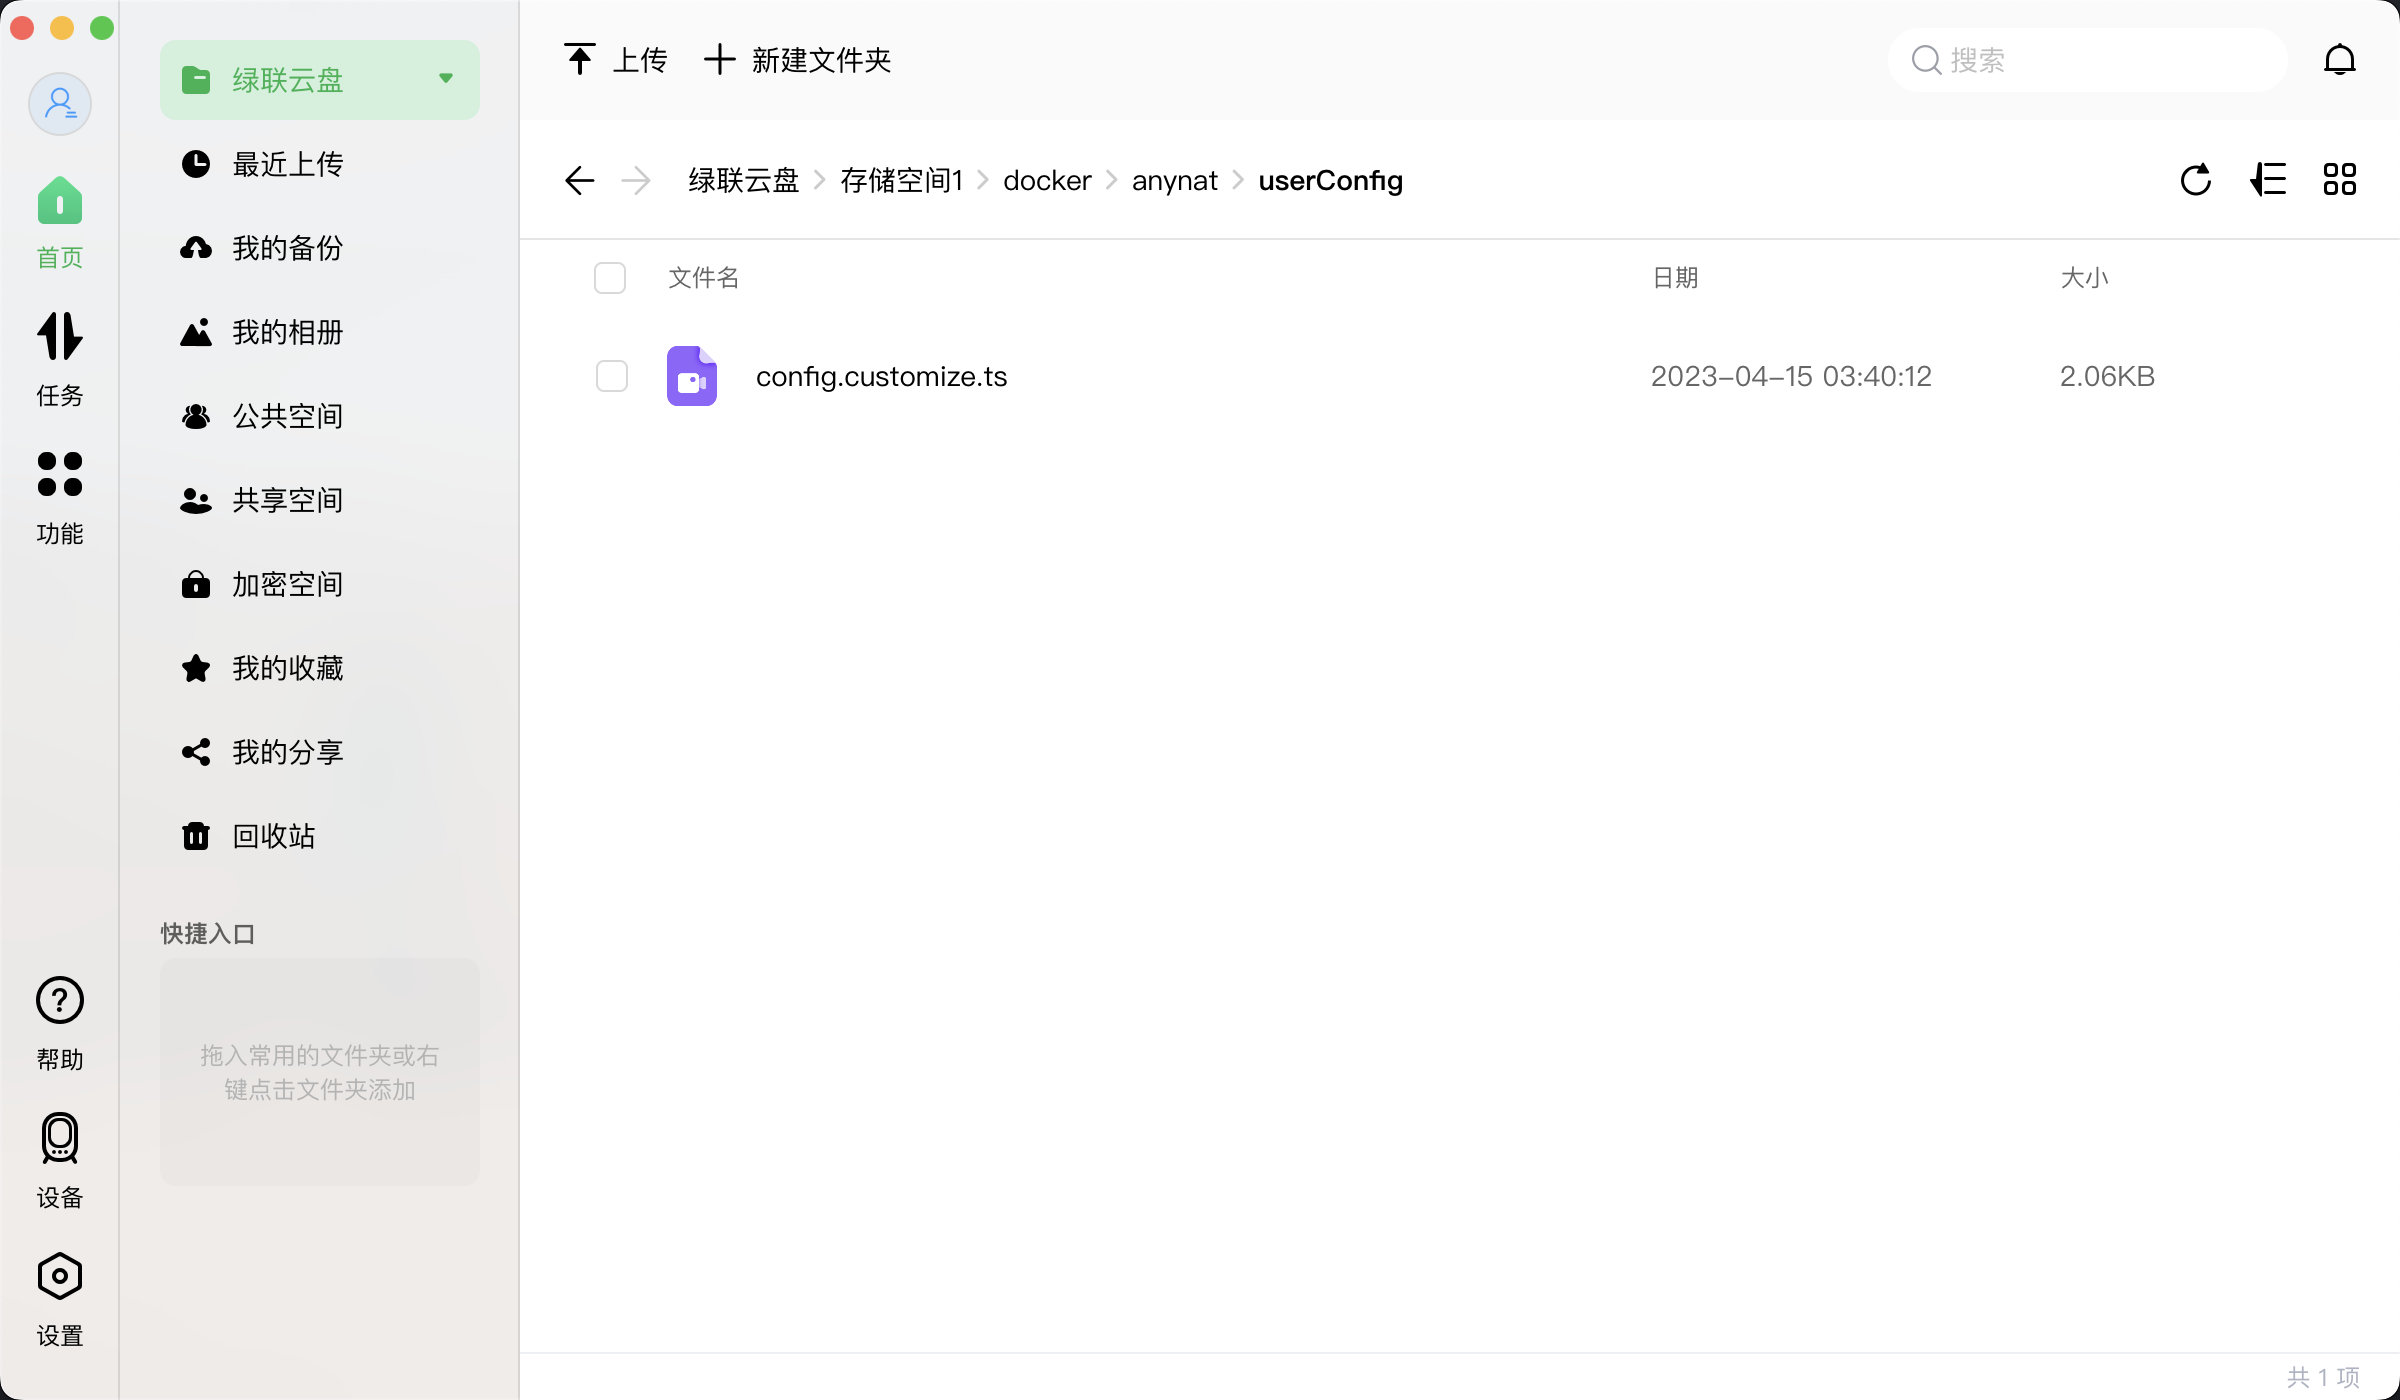 首页
任务
功能
帮助
设备
设置
绿联云盘
最近上传
我的备份
我的相册
公共空间
共享空间
加密空间
我的收藏
我的分享
回收站
快捷入口
拖入常用的文件夹或右
键点击文件夹添加
上传 新建文件夹 搜索
绿联云盘 存储空间1 docker anynat userConfig
文件名 日期 大小
config.customize.ts 2023-04-15 03:40:12 2.06KB
共 1 项